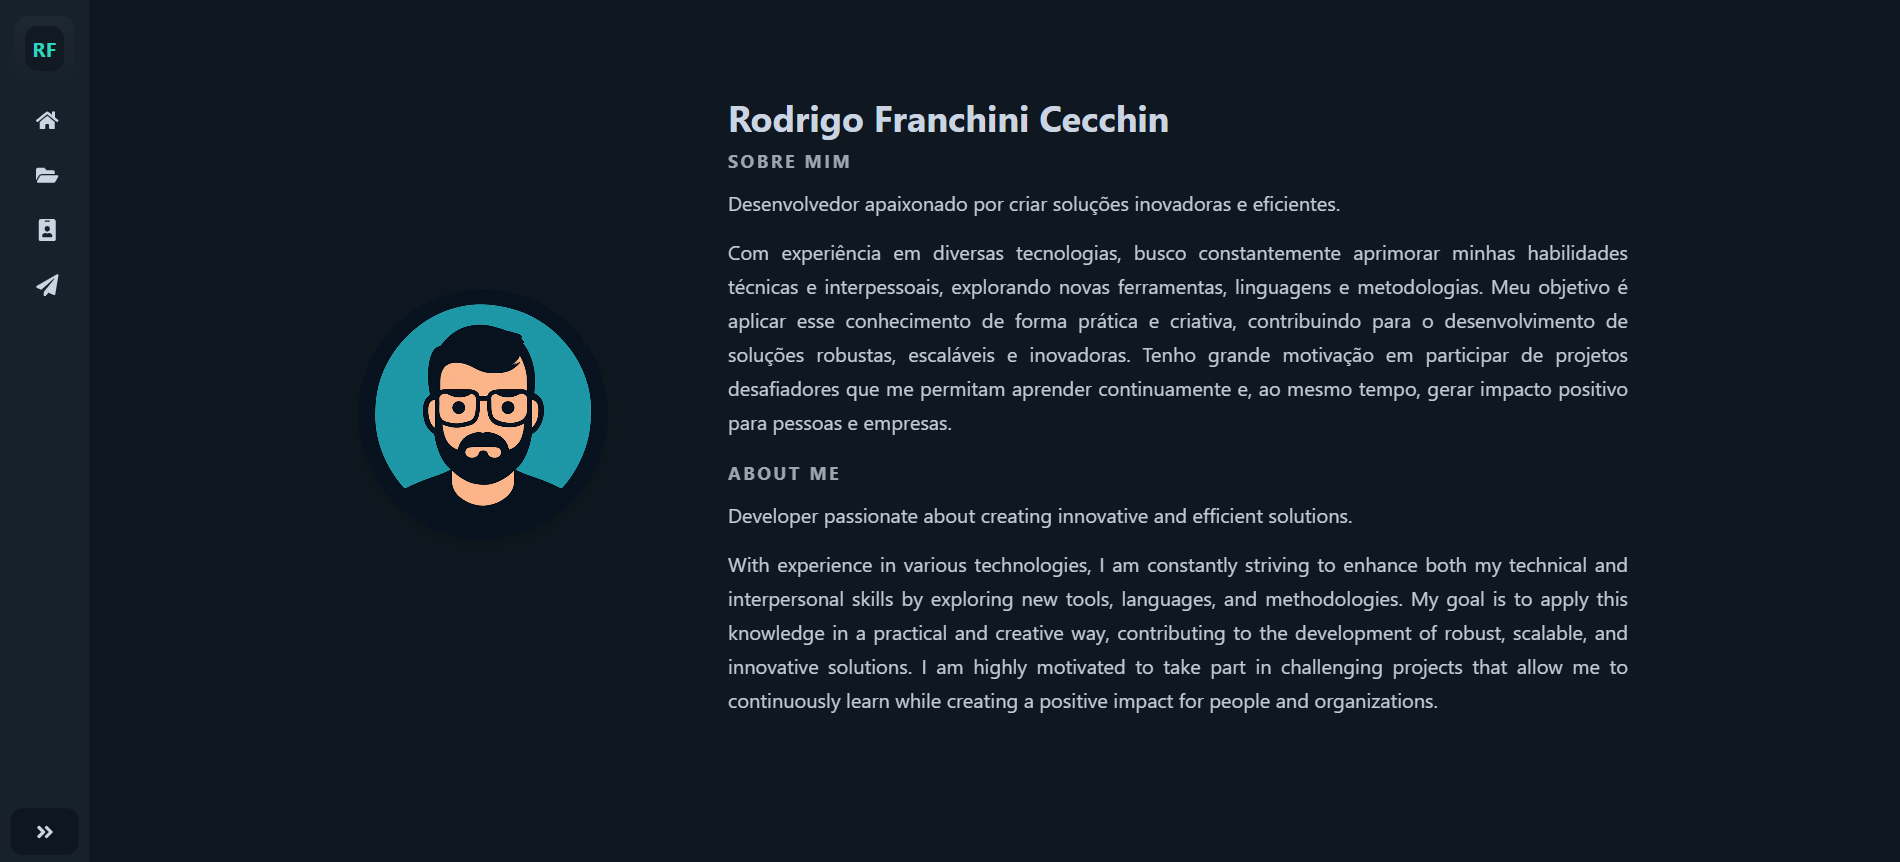 RF
Rodrigo Franchini Cecchin
SOBRE MIM
Desenvolvedor apaixonado por criar soluções inovadoras e eficientes.
Com experiência em diversas tecnologias, busco constantemente aprimorar minhas habilidades
técnicas e interpessoais, explorando novas ferramentas, linguagens e metodologias. Meu objetivo é
aplicar esse conhecimento de forma prática e criativa, contribuindo para o desenvolvimento de
soluções robustas, escaláveis e inovadoras. Tenho grande motivação em participar de projetos
desafiadores que me permitam aprender continuamente e, ao mesmo tempo, gerar impacto positivo
para pessoas e empresas.
ABOUT ME
Developer passionate about creating innovative and efficient solutions.
With experience in various technologies, I am constantly striving to enhance both my technical and
interpersonal skills by exploring new tools, languages, and methodologies. My goal is to apply this
knowledge in a practical and creative way, contributing to the development of robust, scalable, and
innovative solutions. I am highly motivated to take part in challenging projects that allow me to
continuously learn while creating a positive impact for people and organizations.